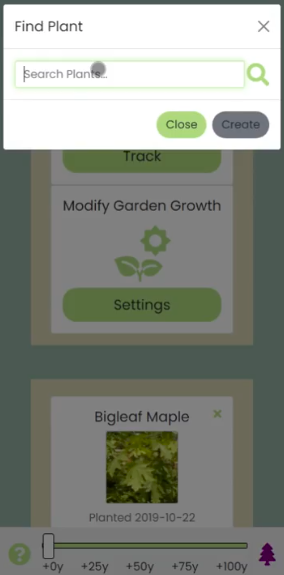 Find Plant
Search Plants...
Close
Create
Track
Modify Garden Growth
Settings
Bigleaf Maple
Planted 2019-10-22
?
+0y +25y +50y +75y +100y